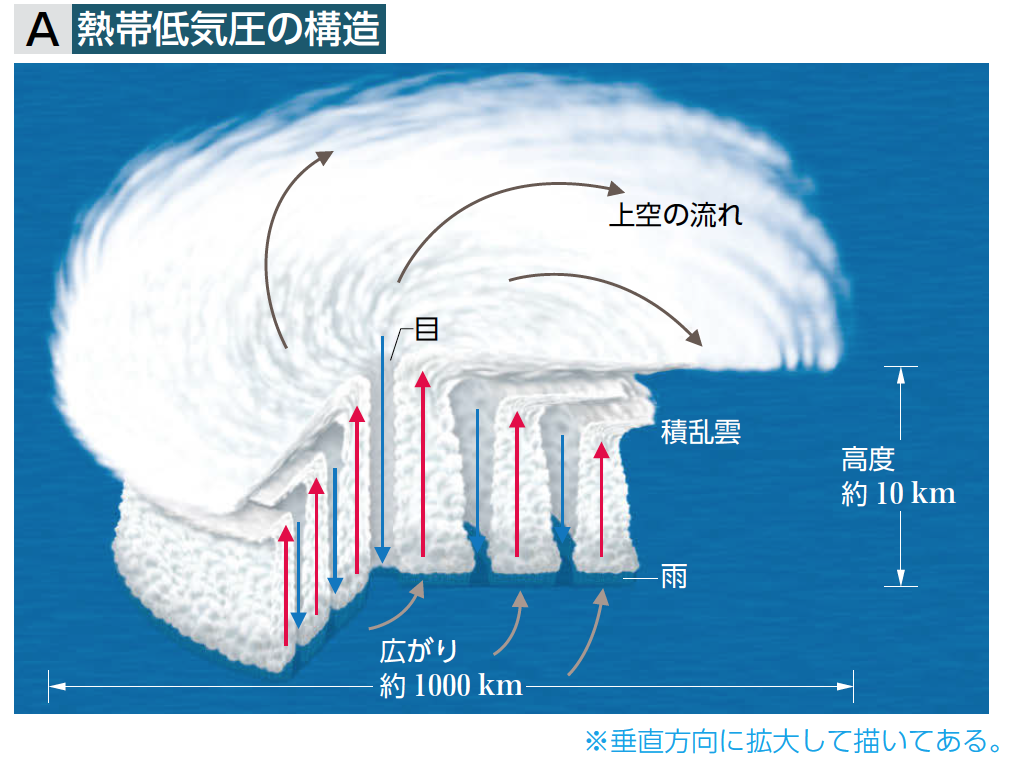 A 熱帯低気圧の構造
上空の流れ
目
積乱雲
高度
約 10 km
雨
広がり
約 1000 km
※垂直方向に拡大して描いてある。